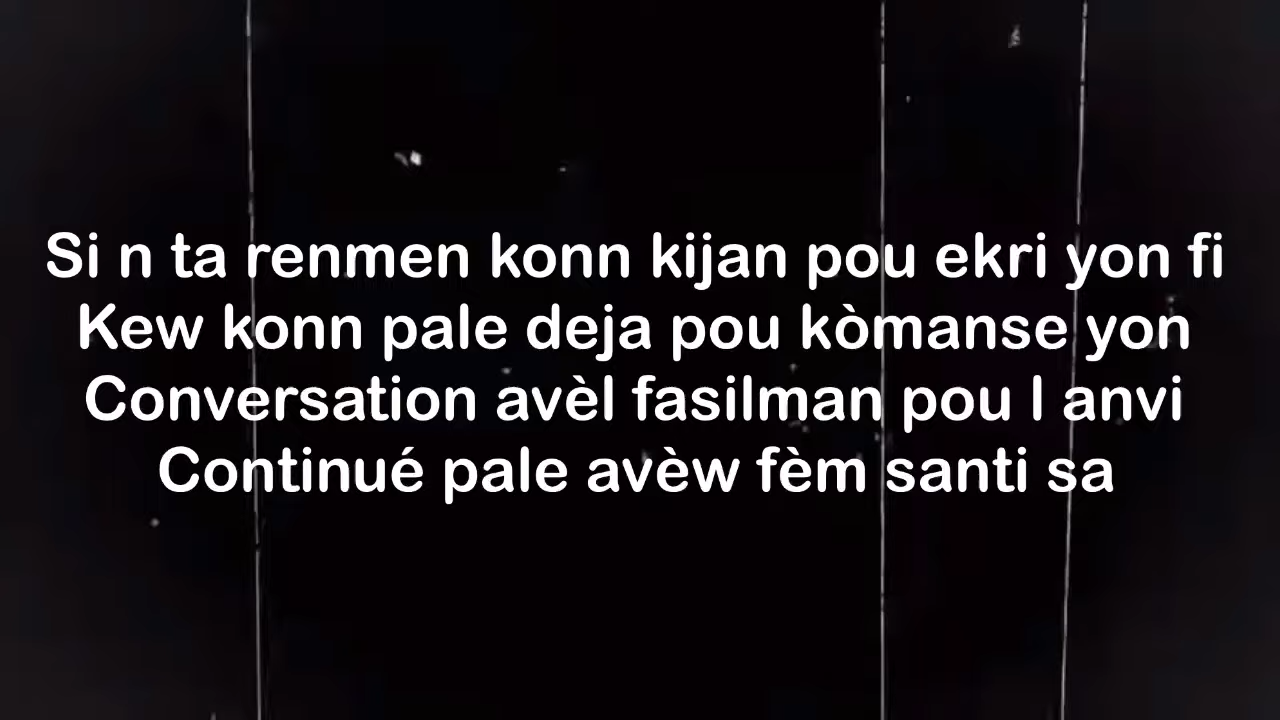 Si n ta renmen konn kijan pou ekri yon fi
Kew konn pale deja pou kòmanse yon
Conversation avèl fasilman pou l anvi
Continué pale avèw fèm santi sa